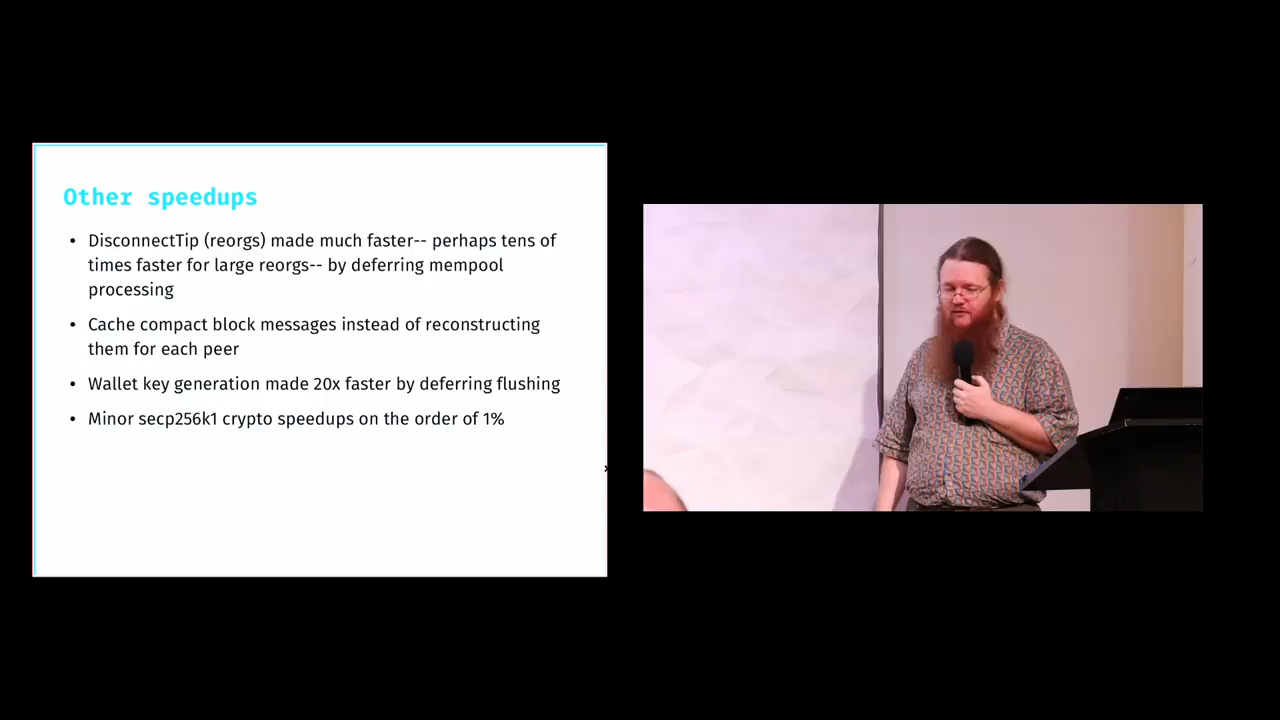 Other speedups
• DisconnectTip (reorgs) made much faster-- perhaps tens of
times faster for large reorgs-- by deferring mempool
processing
• Cache compact block messages instead of reconstructing
them for each peer
• Wallet key generation made 20x faster by deferring flushing
• Minor secp256k1 crypto speedups on the order of 1%